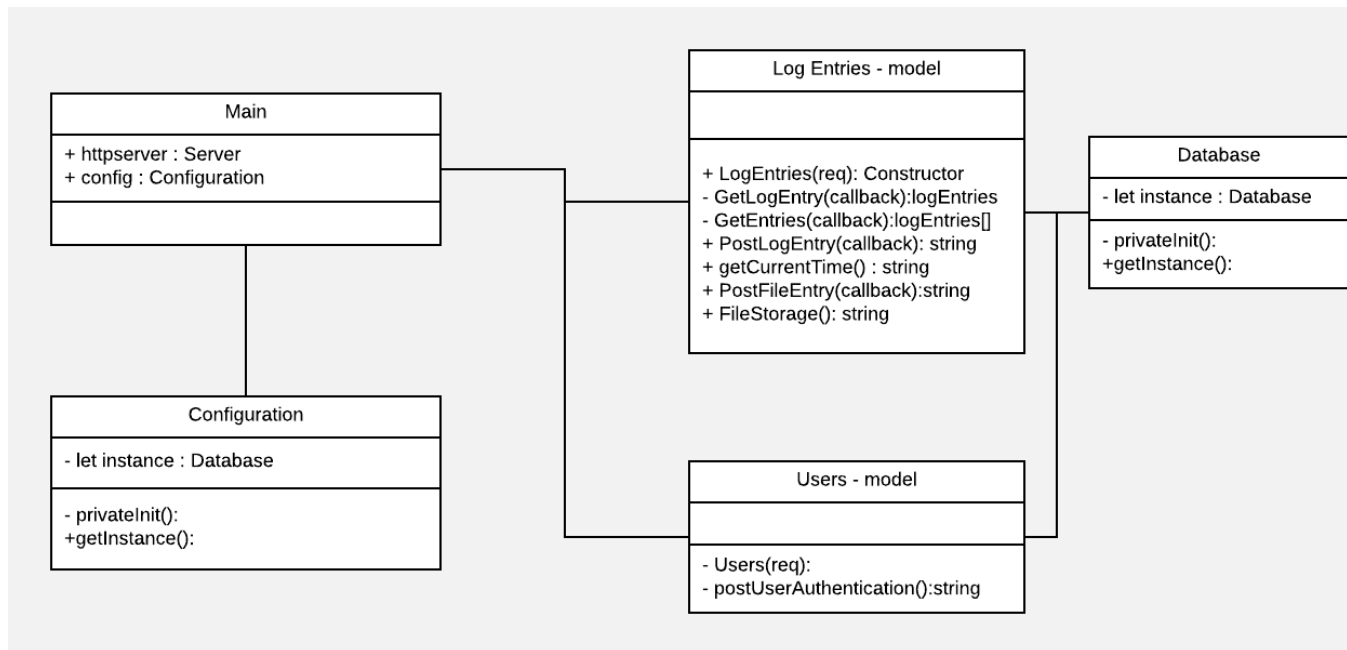 Main
+ httpserver : Server
+ config : Configuration
Configuration
- let instance : Database
- privateInit():
+getInstance():
Log Entries - model
+ LogEntries(req): Constructor
- GetLogEntry(callback):logEntries
- GetEntries(callback):logEntries[]
+ PostLogEntry(callback): string
+ getCurrentTime() : string
+ PostFileEntry(callback):string
+ FileStorage(): string
Users - model
- Users(req):
- postUserAuthentication():string
Database
- let instance : Database
- privateInit():
+getInstance():